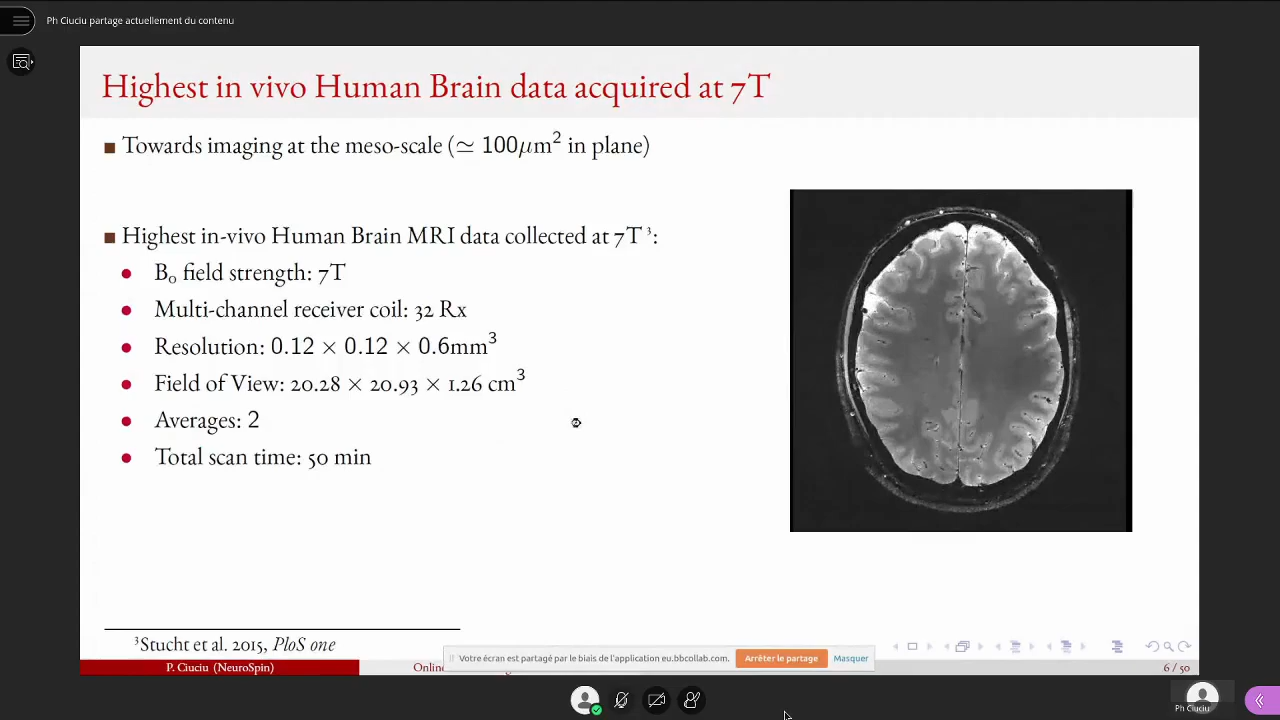 Ph Ciuciu partage actuellement du contenu
Highest in vivo Human Brain data acquired at 7T
Towards imaging at the meso-scale (≃ 100μm² in plane)
Highest in-vivo Human Brain MRI data collected at 7T ³:
B₀ field strength: 7T
Multi-channel receiver coil: 32 Rx
Resolution: 0.12 × 0.12 × 0.6mm³
Field of View: 20.28 × 20.93 × 1.26 cm³
Averages: 2
Total scan time: 50 min
³Stucht et al. 2015, PloS one
P. Ciuciu (NeuroSpin)
Votre écran est partagé par le biais de l'application eu.bbcollab.com.
Arrêter le partage
Masquer
6 / 50
Ph Ciuciu